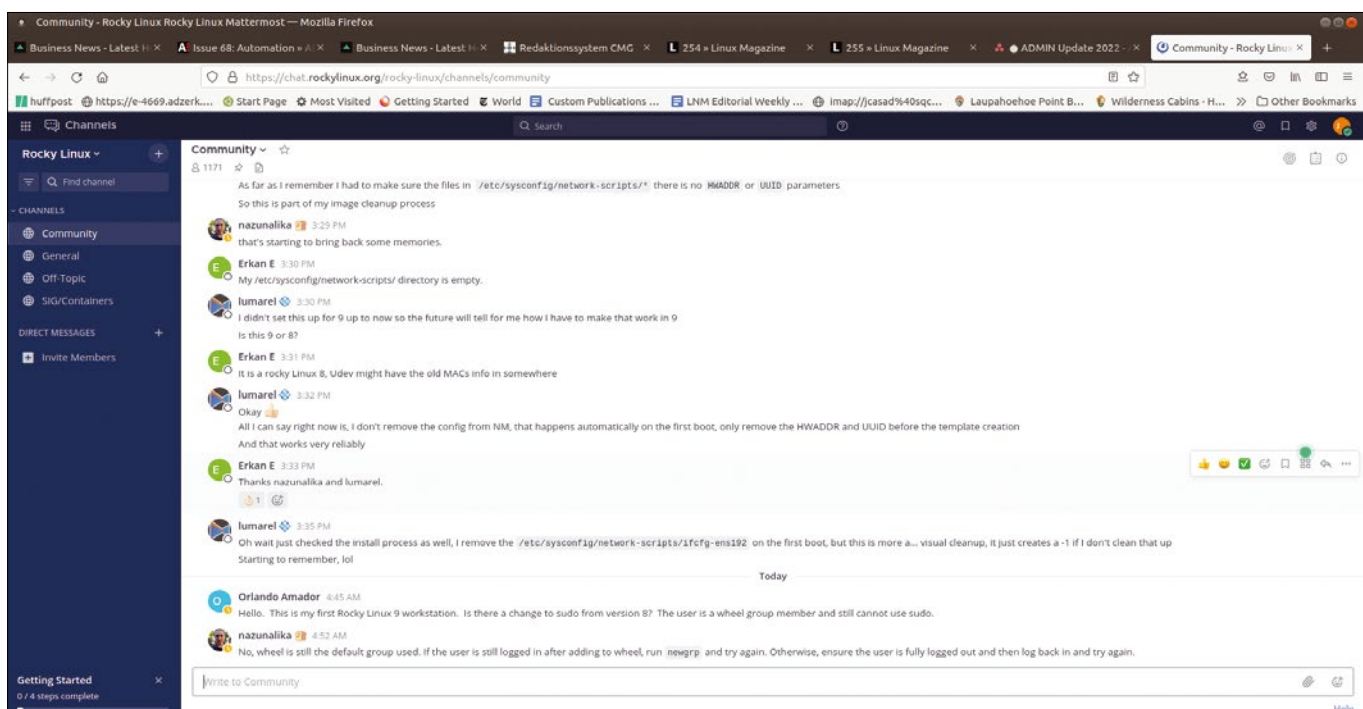 Community - Rocky Linux Rocky Linux Mattermost — Mozilla Firefox
Business News - Latest H
Issue 68: Automation » A
Business News - Latest H
Redaktionssystem CMG
254 » Linux Magazine
255 » Linux Magazine
ADMIN Update 2022 -
Community - Rocky Linux
https://chat.rockylinux.org/rocky-linux/channels/community
huffpost https://e-4669.adzerk.... Start Page Most Visited Getting Started World Custom Publications ... LNM Editorial Weekly ... imap://jcasad%40sqc... Laupahoehoe Point B... Wilderness Cabins - H... Other Bookmarks
Channels
Search
Rocky Linux
Find channel
CHANNELS
Community
General
Off-Topic
SIG/Containers
DIRECT MESSAGES
Invite Members
Getting Started
0 / 4 steps complete
Community
1171
As far as I remember I had to make sure the files in /etc/sysconfig/network-scripts/* there is no HWADDR or UUID parameters
So this is part of my image cleanup process
nazunalika 3:29 PM
that's starting to bring back some memories.
E
Erkan E 3:30 PM
My /etc/sysconfig/network-scripts/ directory is empty.
lumarel 3:30 PM
I didn't set this up for 9 up to now so the future will tell for me how I have to make that work in 9
Is this 9 or 8?
E
Erkan E 3:31 PM
It is a rocky Linux 8, Udev might have the old MACs info in somewhere
lumarel 3:32 PM
Okay 👍
All I can say right now is, I don't remove the config from NM, that happens automatically on the first boot, only remove the HWADDR and UUID before the template creation
And that works very reliably
E
Erkan E 3:33 PM
Thanks nazunalika and lumarel.
1
lumarel 3:35 PM
Oh wait just checked the install process as well, I remove the /etc/sysconfig/network-scripts/ifcfg-ens192 on the first boot, but this is more a... visual cleanup, it just creates a -1 if I don't clean that up
Starting to remember, lol
Today
O
Orlando Amador 4:45 AM
Hello. This is my first Rocky Linux 9 workstation. Is there a change to sudo from version 8? The user is a wheel group member and still cannot use sudo.
nazunalika 4:52 AM
No, wheel is still the default group used. If the user is still logged in after adding to wheel, run newgrp and try again. Otherwise, ensure the user is fully logged out and then log back in and try again.
Write to Community
Help